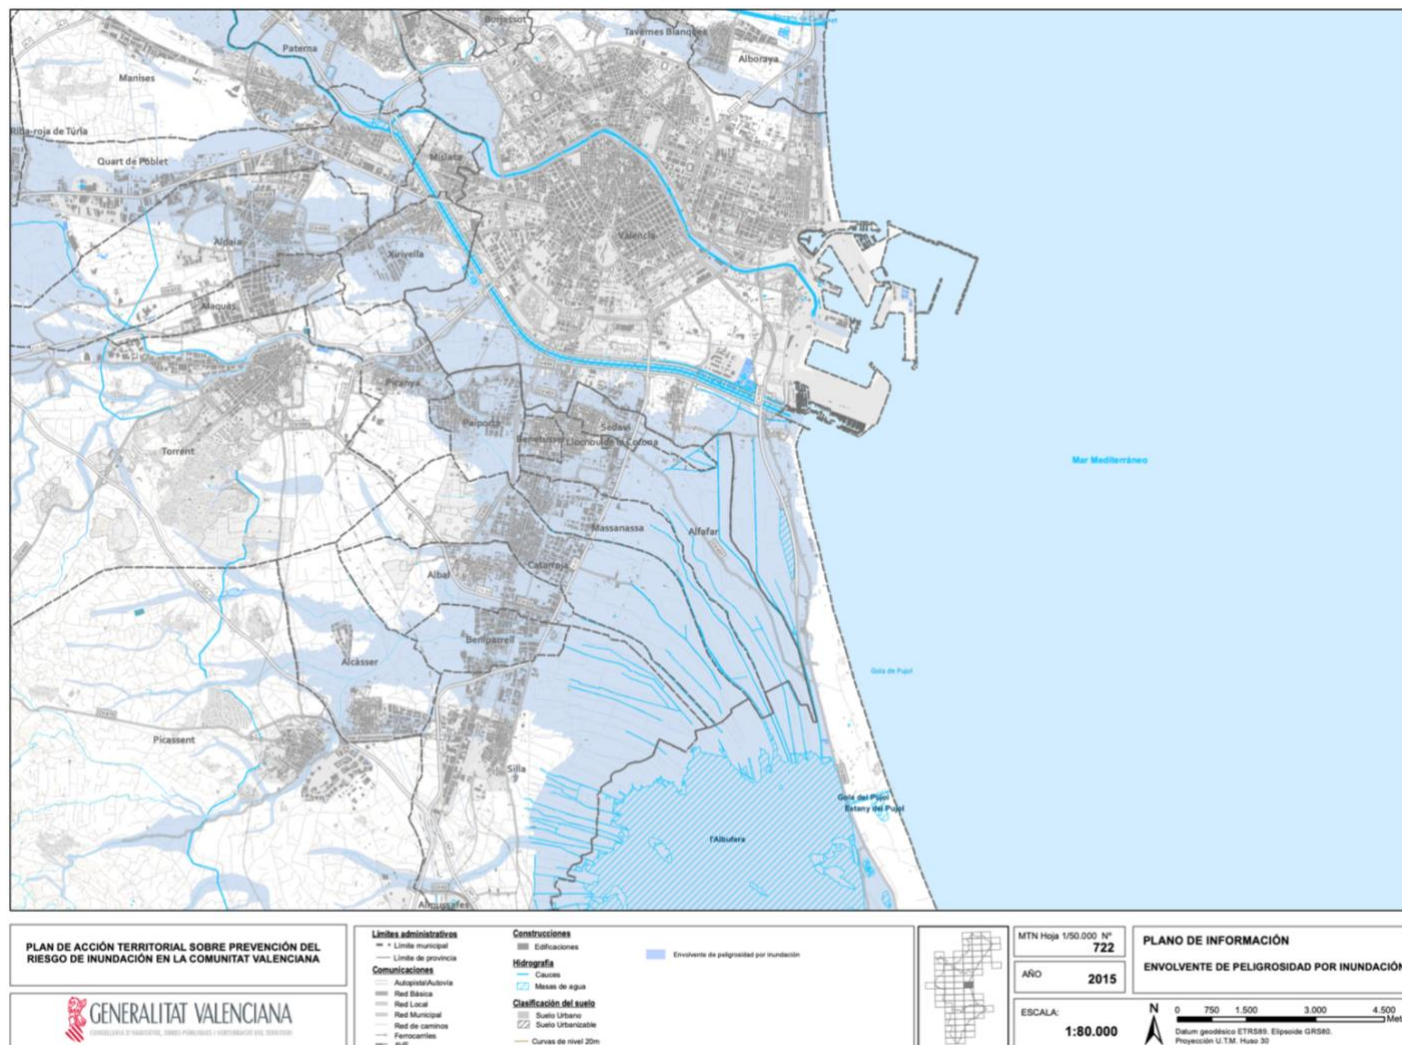 Borjassot
Tavernes Blanques
Paterna
Alboraya
Manises
Riba-roja de Túria
Quart de Poblet
Mislata
Valencia
Aldaia
Xirivella
Alaquàs
Picanya
Paiporta
Sedaví
Benetússer
Llocnou de la Corona
Torrent
Mar Mediterráneo
Massanassa
Alfafar
Catarroja
Albal
Beniparrell
Alcàsser
Gola de Pujol
Picassent
Silla
Gola del Pujol
Estany del Pujol
l'Albufera
Almussafes
PLAN DE ACCIÓN TERRITORIAL SOBRE PREVENCIÓN DEL
RIESGO DE INUNDACIÓN EN LA COMUNITAT VALENCIANA
GENERALITAT VALENCIANA
Límites administrativos
Límite municipal
Límite de provincia
Comunicaciones
Autopista\Autovía
Red Básica
Red Local
Red Municipal
Red de caminos
Ferrocarriles
Construcciones
Edificaciones
Hidrografía
Cauces
Masas de agua
Clasificación del suelo
Suelo Urbano
Suelo Urbanizable
Curvas de nivel 20m
Envolvente de peligrosidad por inundación
MTN Hoja 1/50.000 Nº
722
AÑO
2015
ESCALA:
1:80.000
PLANO DE INFORMACIÓN
ENVOLVENTE DE PELIGROSIDAD POR INUNDACIÓN
N
0 750 1.500 3.000 4.500
Met
Datum geodésico ETRS89. Elipsoide GRS80.
Proyección U.T.M. Huso 30